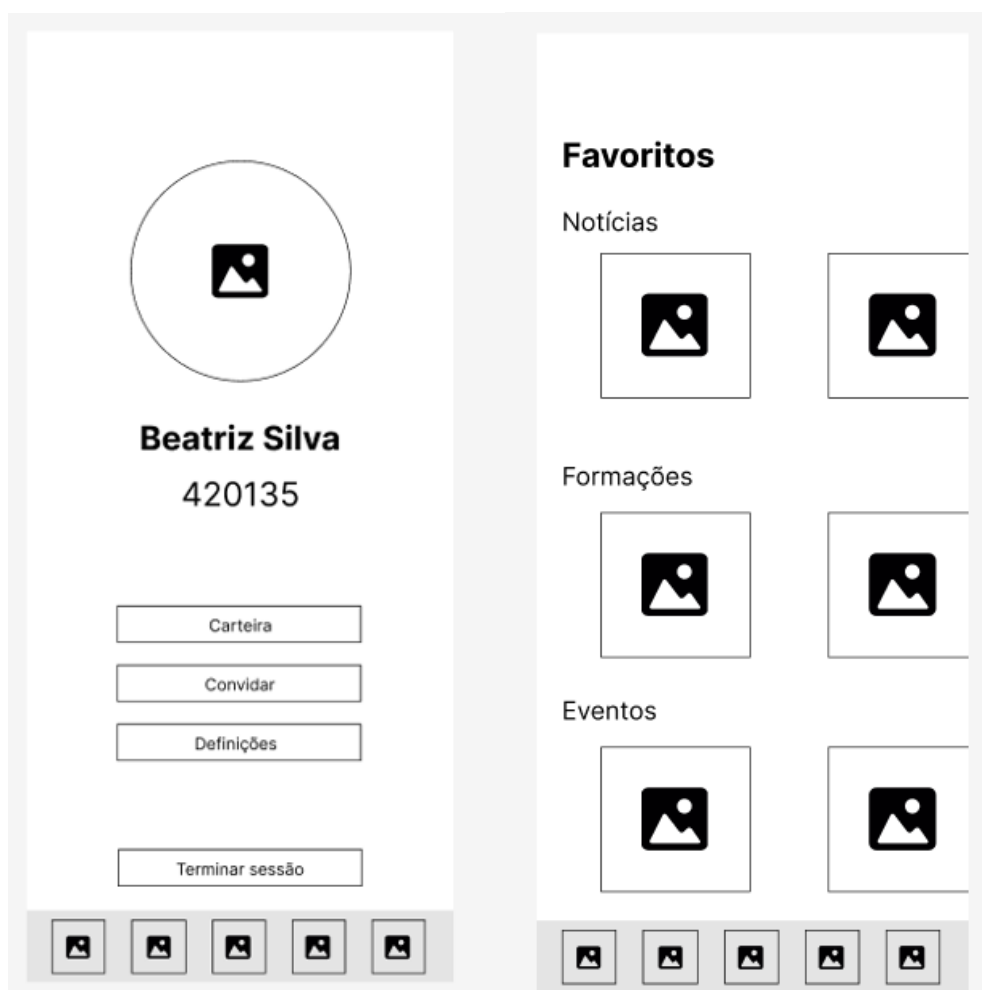 Beatriz Silva
420135
Carteira
Convidar
Definições
Terminar sessão
Favoritos
Notícias
Formações
Eventos